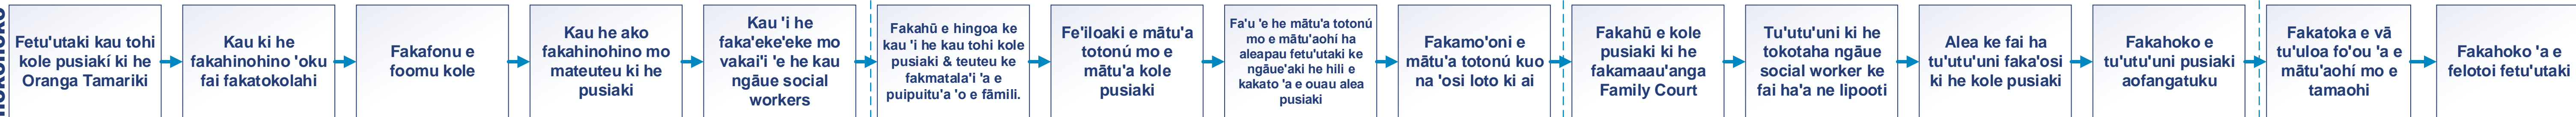 Fetu'utaki kau tohi
kole pusiakí ki he
Oranga Tamariki
Kau ki he
fakahinohino 'oku
fai fakatokolahi
Fakafonu e
foomu kole
Kau he ako
fakahinohino mo
mateuteu ki he
pusiaki
Kau 'i he
faka'eke'eke mo
vakai'i 'e he kau
ngāue social
workers
Fakahū e hingoa ke
kau 'i he kau tohi kole
pusiaki & teuteu ke
fakmatala'i 'a e
puipuitu'a 'o e fāmili.
Fe'iloaki e mātu'a
totonú mo e
mātu'a kole
pusiaki
Fa'u 'e he mātu'a totonú
mo e mātu'aohí ha
aleapau fetu'utaki ke
ngāue'aki he hili e
kakato 'a e ouau alea
pusiaki
Fakamo'oni e
mātu'a totonú kuo
na 'osi loto ki ai
Fakahū e kole
pusiaki ki he
fakamaau'anga
Family Court
Tu'utu'uni ki he
tokotaha ngāue
social worker ke
fai ha'a ne lipooti
Alea ke fai ha
tu'utu'uni faka'osi
ki he kole pusiaki
Fakahoko e
tu'utu'uni pusiaki
aofangatuku
Fakatoka e vā
tu'uloa fo'ou 'a e
mātu'aohí mo e
tamaohi
Fakahoko 'a e
felotoi fetu'utaki